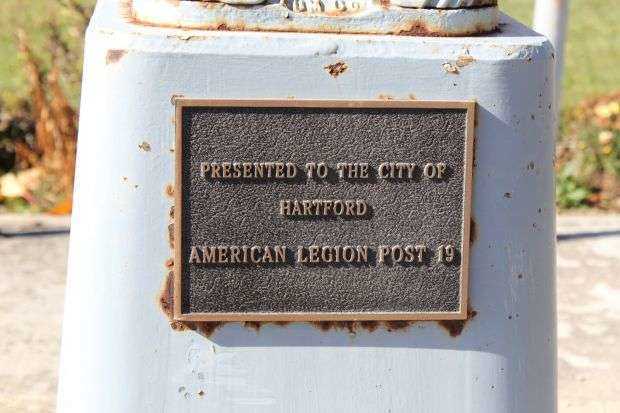 PRESENTED TO THE CITY OF
HARTFORD
AMERICAN LEGION POST 19